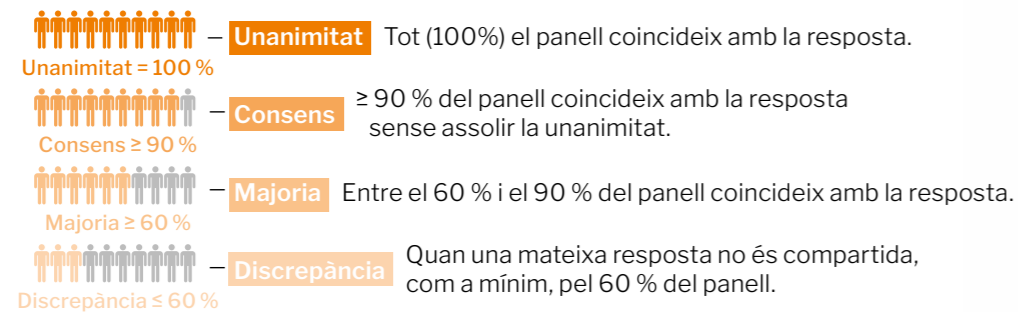 — Unanimitat Tot (100%) el panell coincideix amb la resposta.
Unanimitat = 100 %
— Consens ≥ 90 % del panell coincideix amb la resposta
sense assolir la unanimitat.
Consens ≥ 90 %
— Majoria Entre el 60 % i el 90 % del panell coincideix amb la resposta.
Majoria ≥ 60 %
— Discrepància Quan una mateixa resposta no és compartida,
com a mínim, pel 60 % del panell.
Discrepància ≤ 60 %